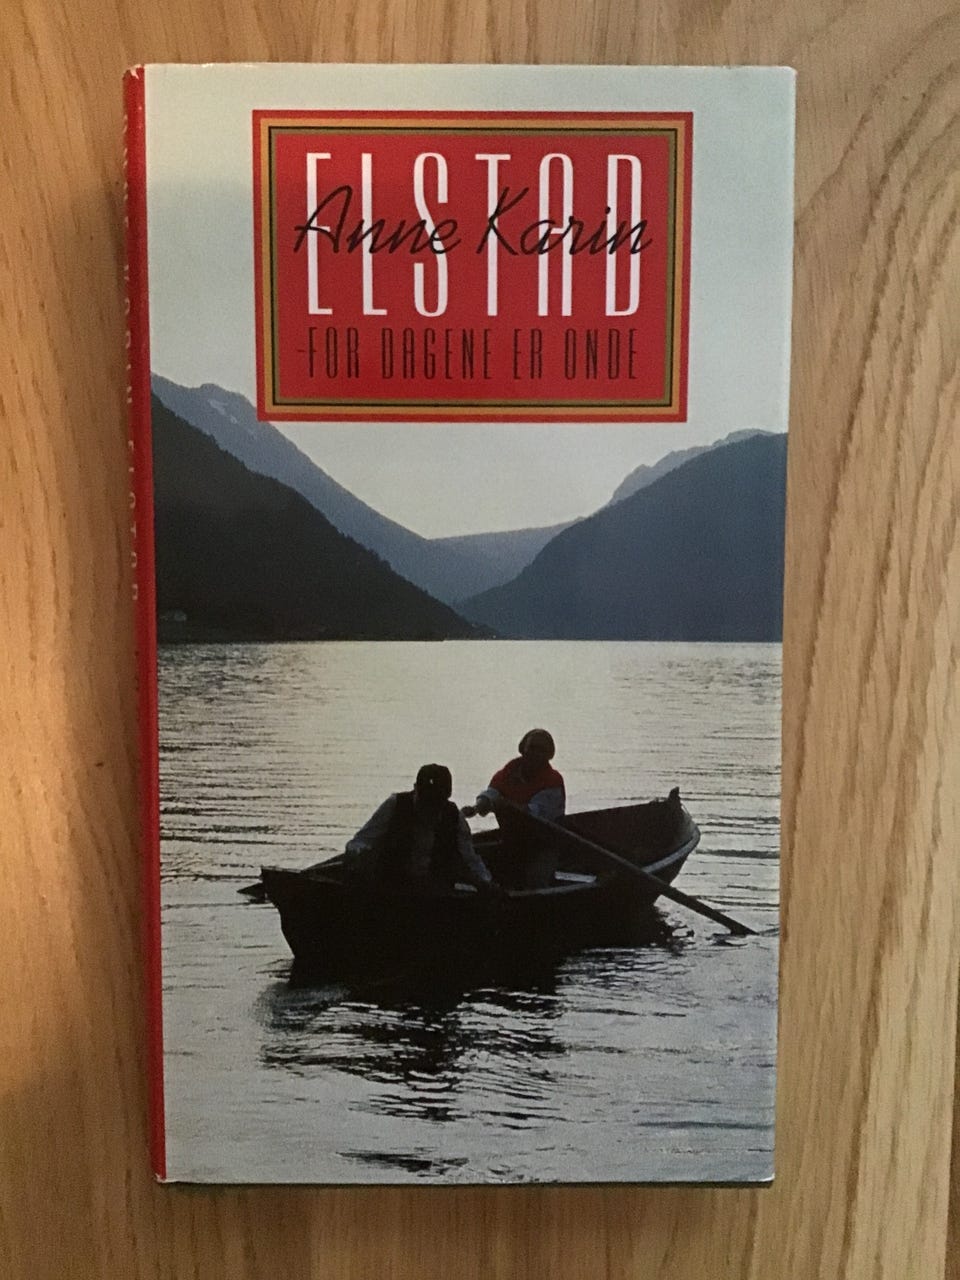 ELSTAD
Anne Karin
-FOR DAGENE ER ONDE